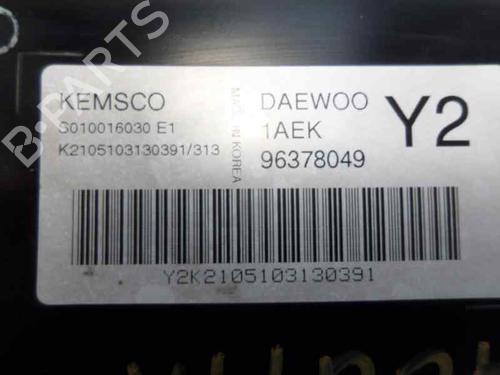 KEMSCO
S010016030 E1
K2105103130391/313
MADE IN KOREA
DAEWOO
1AEK
96378049
Y2
Y2K2105103130391
B-PARTS